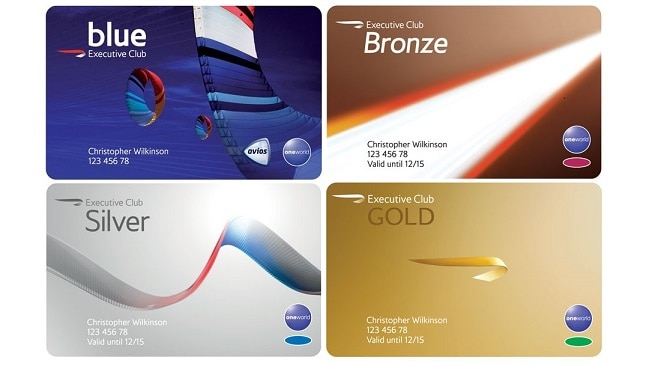 blue
Executive Club
Christopher Wilkinson
123 456 78
avios
oneworld
Executive Club
Bronze
Christopher Wilkinson
123 456 78
Valid until 12/15
oneworld
Executive Club
Silver
Christopher Wilkinson
123 456 78
Valid until 12/15
oneworld
Executive Club
GOLD
Christopher Wilkinson
123 456 78
Valid until 12/15
oneworld